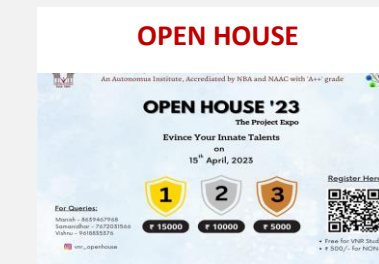 OPEN HOUSE
An Autonomus Institute, Accrediated by NBA and NAAC with 'A++' grade
OPEN HOUSE '23
The Project Expo
Evince Your Innate Talents
on
15th April, 2023
1
2
3
₹ 15000
₹ 10000
₹ 5000
For Queries:
Manali - 8639467968
Samanidhar - 7672031566
Vishnu - 9618855376
vnr_openhouse
Register Here
• Free for VNR Stud
• ₹ 500/- for NON